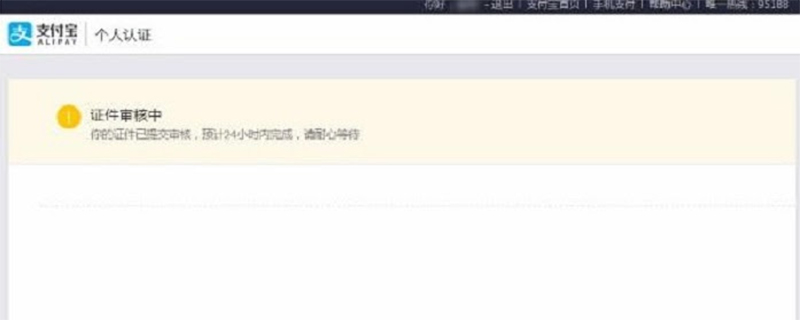 你好 -退出 | 支付宝首页 | 手机支付 | 帮助中心 | 唯一热线：95188
支付宝 ALIPAY 个人认证
证件审核中
你的证件已提交审核，预计24小时内完成，请耐心等待